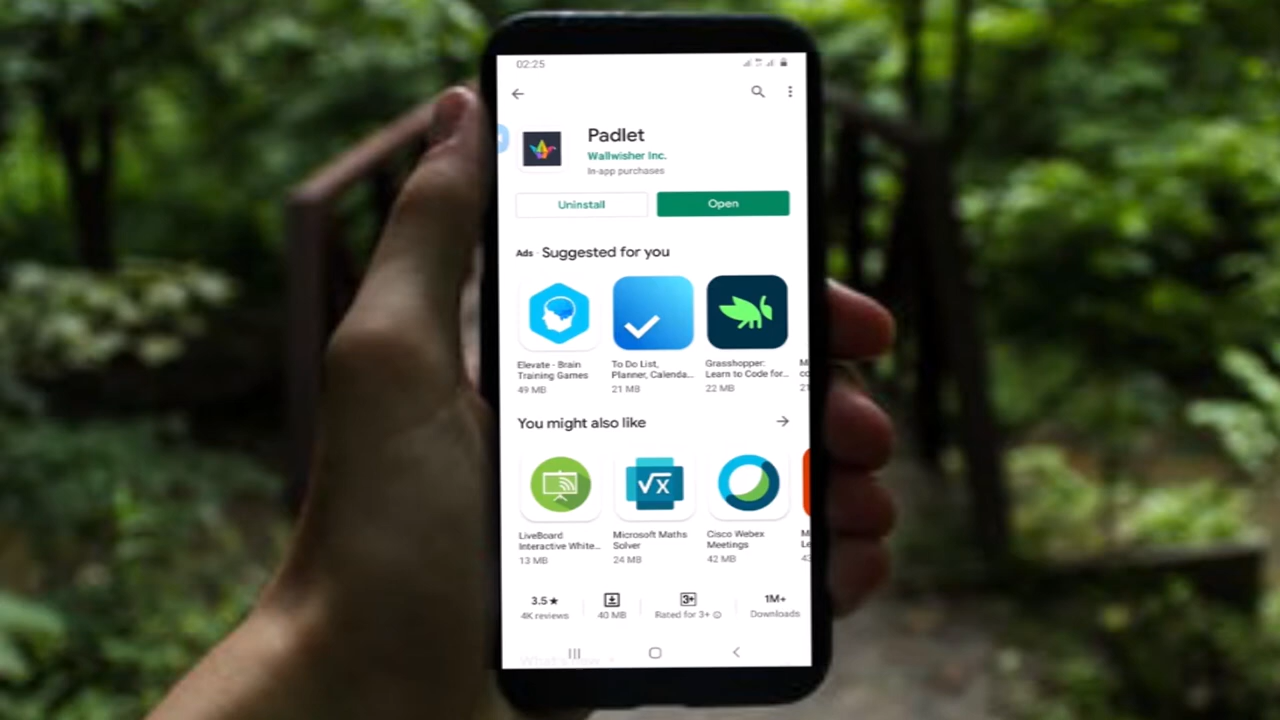 02:25
Padlet
Wallwisher Inc.
In-app purchases
Uninstall
Open
Ads · Suggested for you
Elevate - Brain
Training Games
49 MB
To Do List,
Planner, Calenda...
21 MB
Grasshopper:
Learn to Code for...
22 MB
You might also like
LiveBoard
Interactive White...
13 MB
Microsoft Maths
Solver
24 MB
√x
Cisco Webex
Meetings
42 MB
3.5★
4K reviews
40 MB
3+
Rated for 3+
1M+
Downloads
What's new